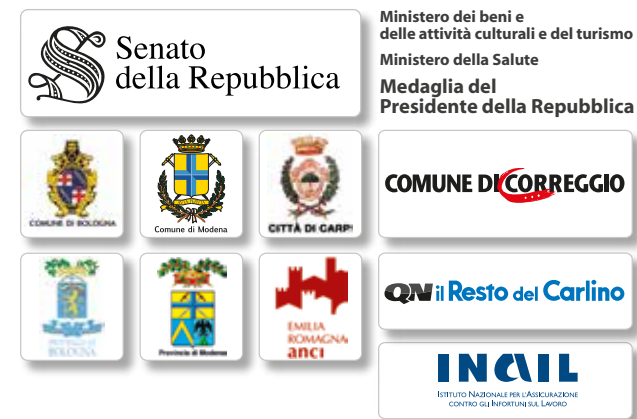 Senato
della Repubblica
Ministero dei beni e
delle attività culturali e del turismo
Ministero della Salute
Medaglia del
Presidente della Repubblica
COMUNE DI BOLOGNA
Comune di Modena
CITTÀ DI CARPI
COMUNE DI CORREGGIO
BOLOGNA
Provincia di Modena
EMILIA
ROMAGNA
anci
QN il Resto del Carlino
INAIL
ISTITUTO NAZIONALE PER L'ASSICURAZIONE
CONTRO GLI INFORTUNI SUL LAVORO